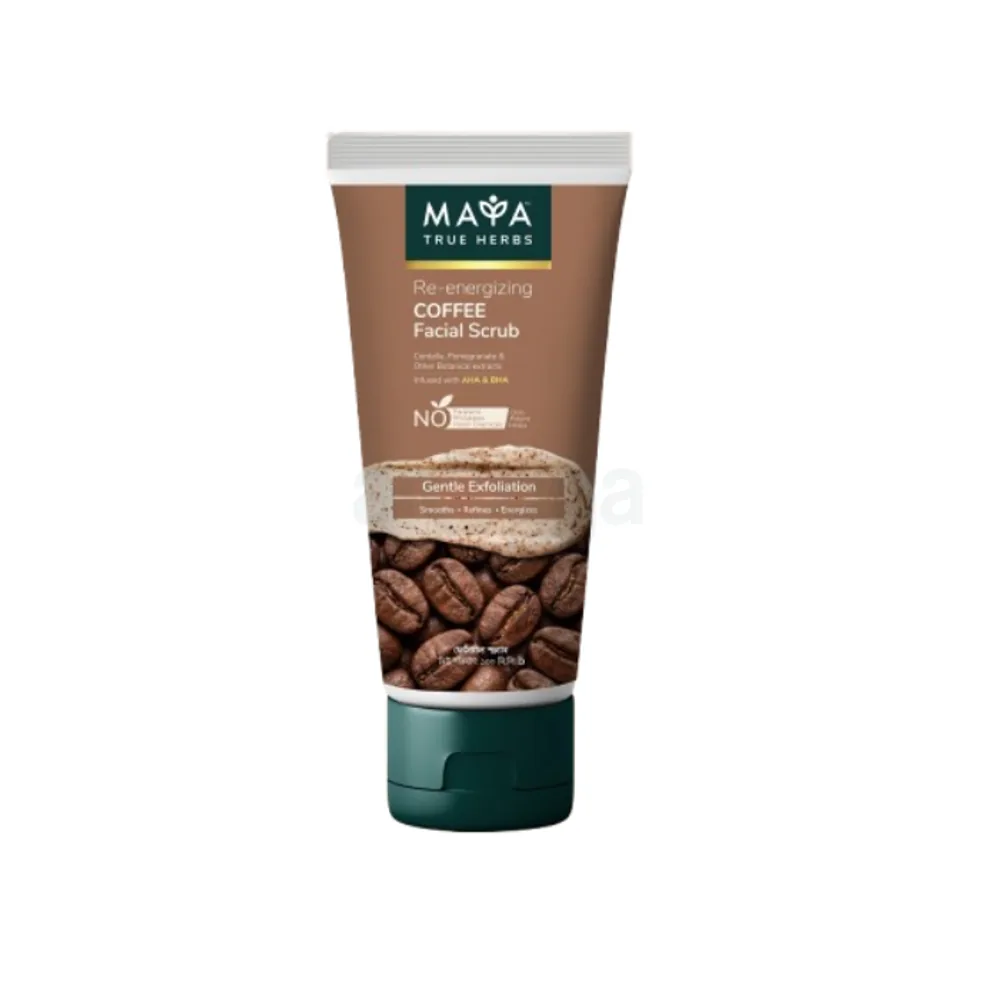 MAYA
TRUE HERBS
Re-energizing
COFFEE
Facial Scrub
Centella, Pomegranate &
Other Botanical extracts
Infused with AHA & BHA
NO
Gentle Exfoliation
Smooths • Refines • Energizes